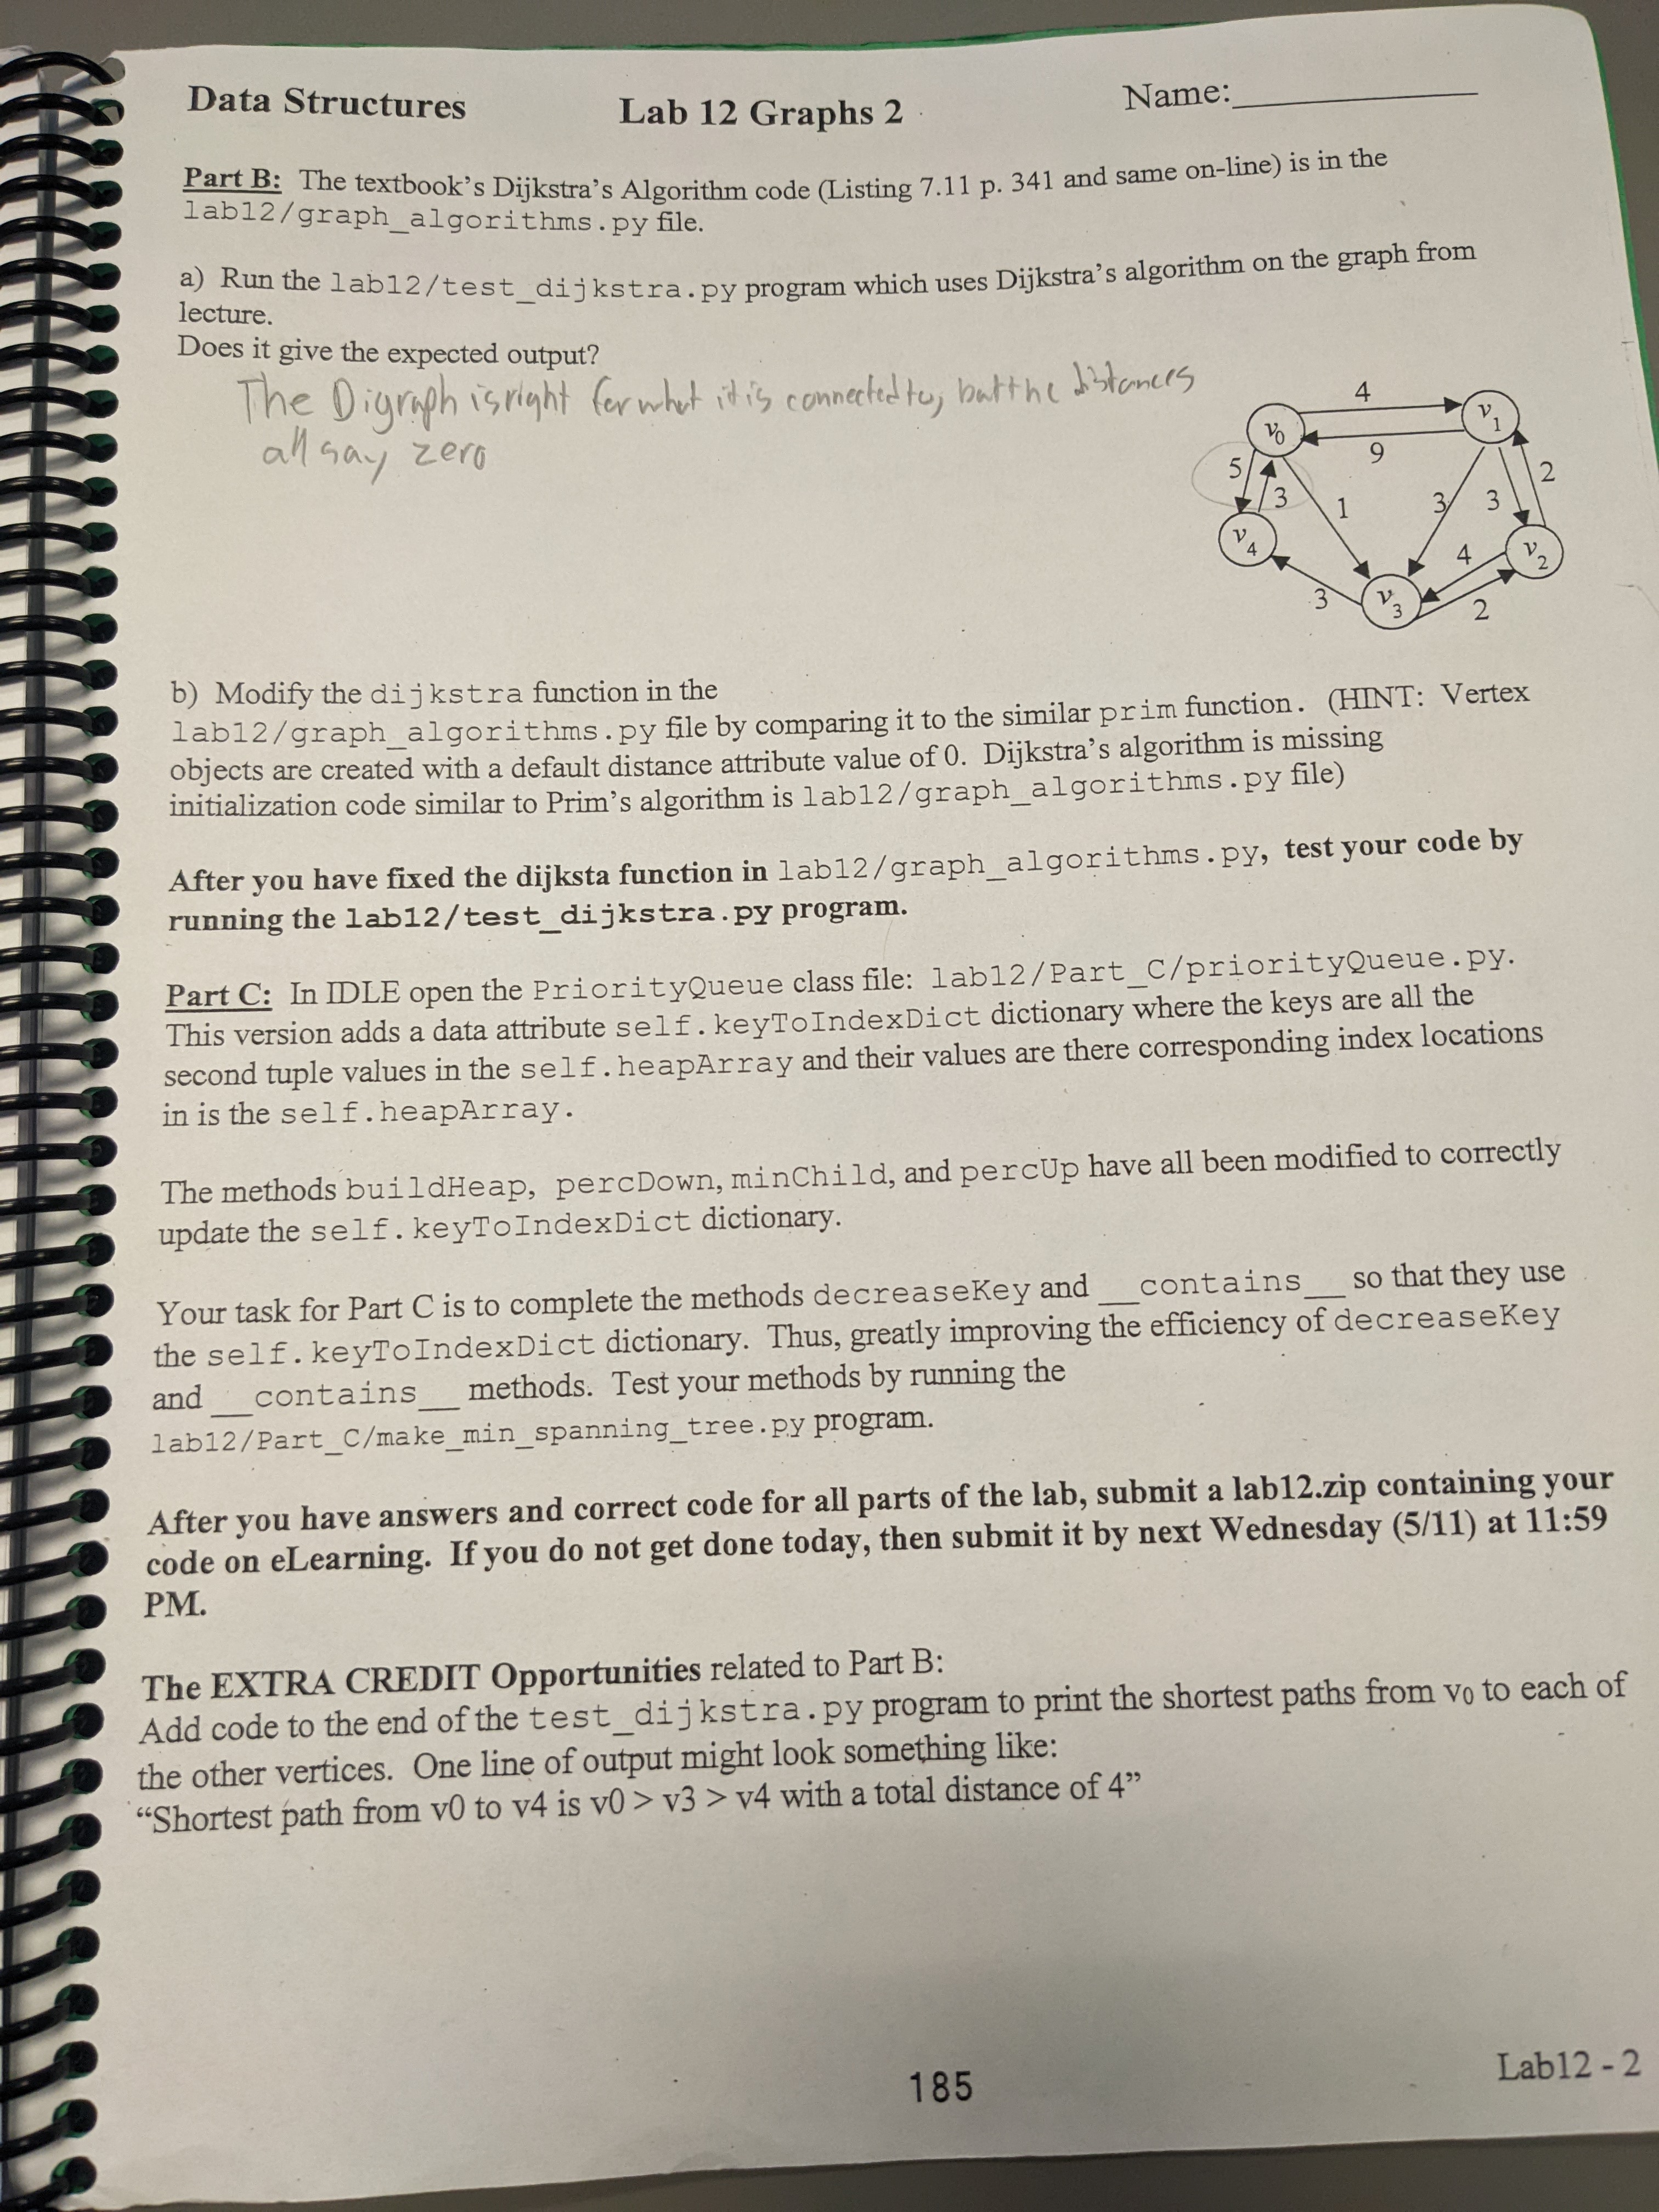 Data Structures Lab 12 Graphs 2 Name:
Part B: The textbook's Dijkstra's Algorithm code (Listing 7.11 p. 341 and same on-line) is in the
lab12/graph_algorithms.py file.
a) Run the lab12/test_dijkstra.py program which uses Dijkstra's algorithm on the graph from
lecture.
Does it give the expected output?
The Digraph is right for what it is connected to, but the distances
all say zero
4
v0
v1
9
5
3
1
3
3
2
v4
4
v2
3
v3
2
b) Modify the dijkstra function in the
lab12/graph_algorithms.py file by comparing it to the similar prim function. (HINT: Vertex
objects are created with a default distance attribute value of 0. Dijkstra's algorithm is missing
initialization code similar to Prim's algorithm is lab12/graph_algorithms.py file)
After you have fixed the dijksta function in lab12/graph_algorithms.py, test your code by
running the lab12/test_dijkstra.py program.
Part C: In IDLE open the PriorityQueue class file: lab12/Part_C/priorityQueue.py.
This version adds a data attribute self.keyToIndexDict dictionary where the keys are all the
second tuple values in the self.heapArray and their values are there corresponding index locations
in is the self.heapArray.
The methods buildHeap, percDown, minChild, and percUp have all been modified to correctly
update the self.keyToIndexDict dictionary.
Your task for Part C is to complete the methods decreaseKey and __contains__ so that they use
the self.keyToIndexDict dictionary. Thus, greatly improving the efficiency of decreaseKey
and __contains__ methods. Test your methods by running the
lab12/Part_C/make_min_spanning_tree.py program.
After you have answers and correct code for all parts of the lab, submit a lab12.zip containing your
code on eLearning. If you do not get done today, then submit it by next Wednesday (5/11) at 11:59
PM.
The EXTRA CREDIT Opportunities related to Part B:
Add code to the end of the test_dijkstra.py program to print the shortest paths from v0 to each of
the other vertices. One line of output might look something like:
“Shortest path from v0 to v4 is v0 > v3 > v4 with a total distance of 4”
185
Lab12 - 2